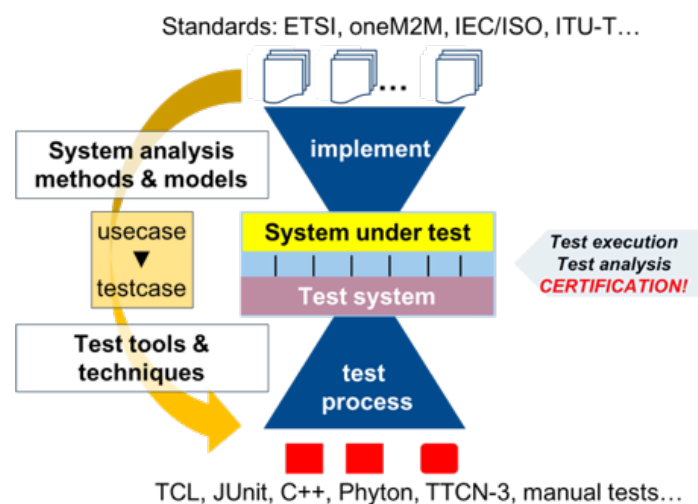 Standards: ETSI, oneM2M, IEC/ISO, ITU-T…
...
implement
System analysis
methods & models
usecase
▼
testcase
System under test
Test system
Test execution
Test analysis
CERTIFICATION!
Test tools &
techniques
test
process
TCL, JUnit, C++, Phyton, TTCN-3, manual tests…